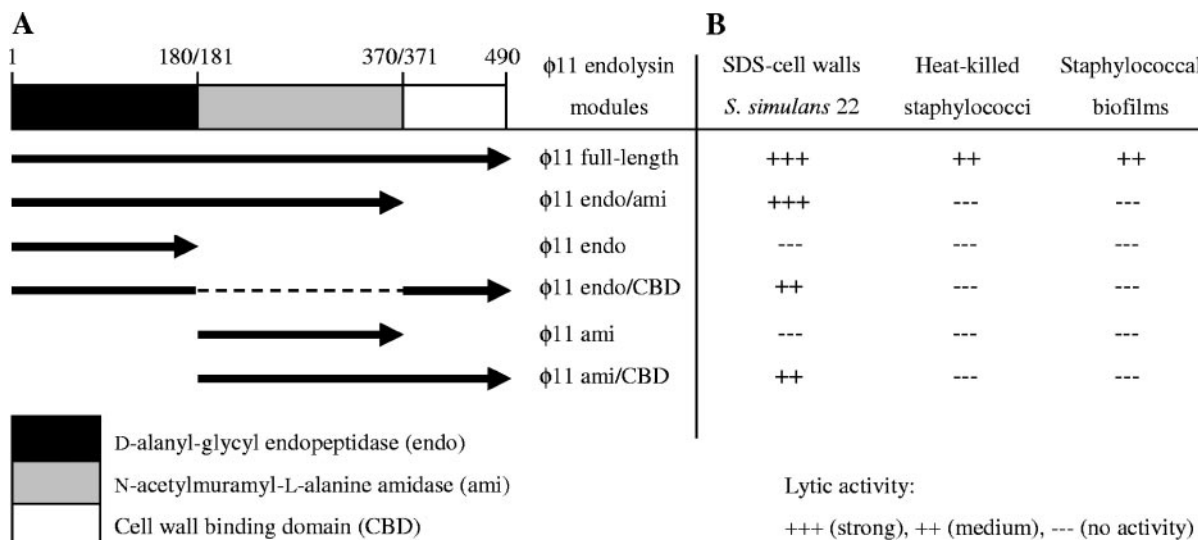 A
B
1 180/181 370/371 490
ϕ11 endolysin
modules
SDS-cell walls
S. simulans 22
Heat-killed
staphylococci
Staphylococcal
biofilms
ϕ11 full-length +++ ++ ++
ϕ11 endo/ami +++ --- ---
ϕ11 endo --- --- ---
ϕ11 endo/CBD ++ --- ---
ϕ11 ami --- --- ---
ϕ11 ami/CBD ++ --- ---
D-alanyl-glycyl endopeptidase (endo)
N-acetylmuramyl-L-alanine amidase (ami)
Cell wall binding domain (CBD)
Lytic activity:
+++ (strong), ++ (medium), --- (no activity)